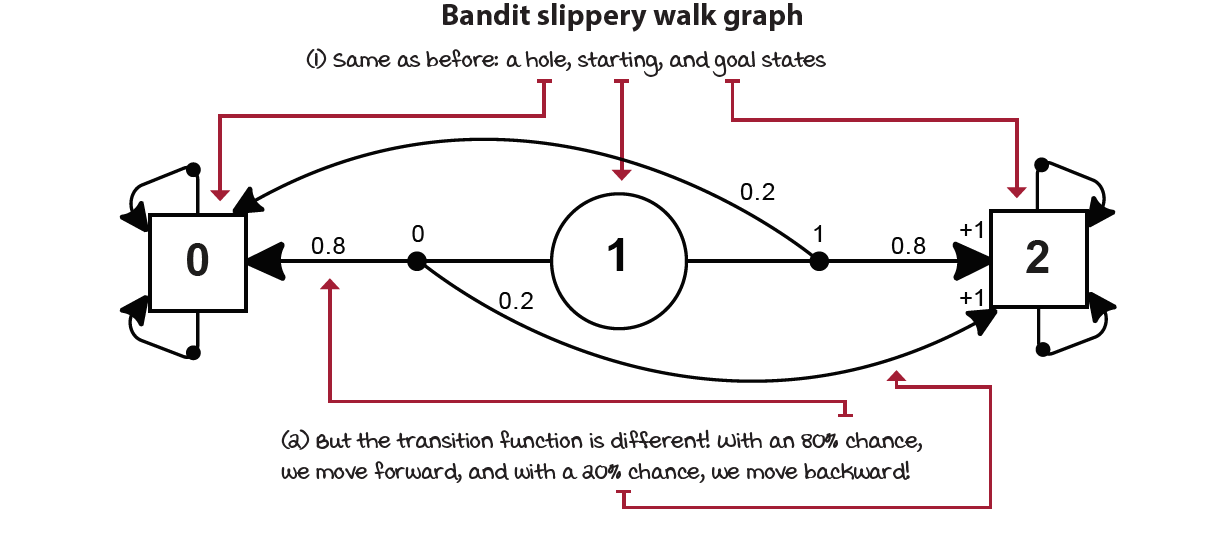 Bandit slippery walk graph
(1) Same as before: a hole, starting, and goal states
0.2
0.8
0
1
0.8
+1
0
1
2
0.2
+1
(2) But the transition function is different! With an 80% chance,
we move forward, and with a 20% chance, we move backward!